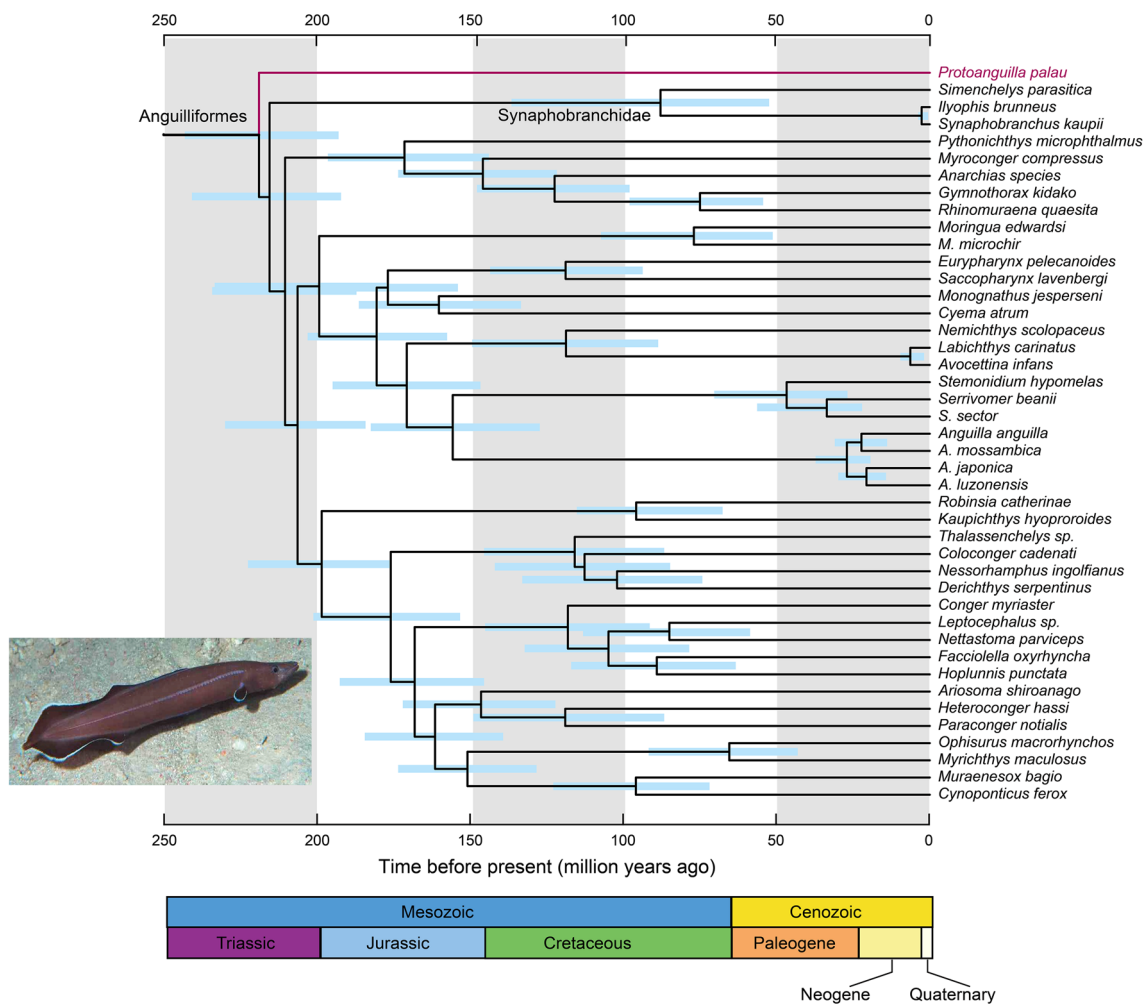 250 200 150 100 50 0
Protoanguilla palau
Simenchelys parasitica
Anguilliformes
Synaphobranchidae
Ilyophis brunneus
Synaphobranchus kaupii
Pythonichthys microphthalmus
Myroconger compressus
Anarchias species
Gymnothorax kidako
Rhinomuraena quaesita
Moringua edwardsi
M. microchir
Eurypharynx pelecanoides
Saccopharynx lavenbergi
Monognathus jesperseni
Cyema atrum
Nemichthys scolopaceus
Labichthys carinatus
Avocettina infans
Stemonidium hypomelas
Serrivomer beanii
S. sector
Anguilla anguilla
A. mossambica
A. japonica
A. luzonensis
Robinsia catherinae
Kaupichthys hyoproroides
Thalassenchelys sp.
Coloconger cadenati
Nessorhamphus ingolfianus
Derichthys serpentinus
Conger myriaster
Leptocephalus sp.
Nettastoma parviceps
Facciolella oxyrhyncha
Hoplunnis punctata
Ariosoma shiroanago
Heteroconger hassi
Paraconger notialis
Ophisurus macrorhynchos
Myrichthys maculosus
Muraenesox bagio
Cynoponticus ferox
250 200 150 100 50 0
Time before present (million years ago)
Mesozoic Cenozoic
Triassic Jurassic Cretaceous Paleogene
Neogene Quaternary